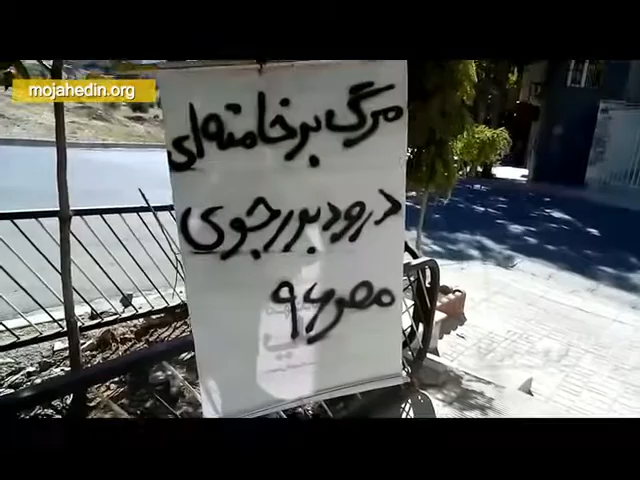 mojahedin.org
مرگ بر خامنه‌ای
درود بر رجوی
مهر ۹۶